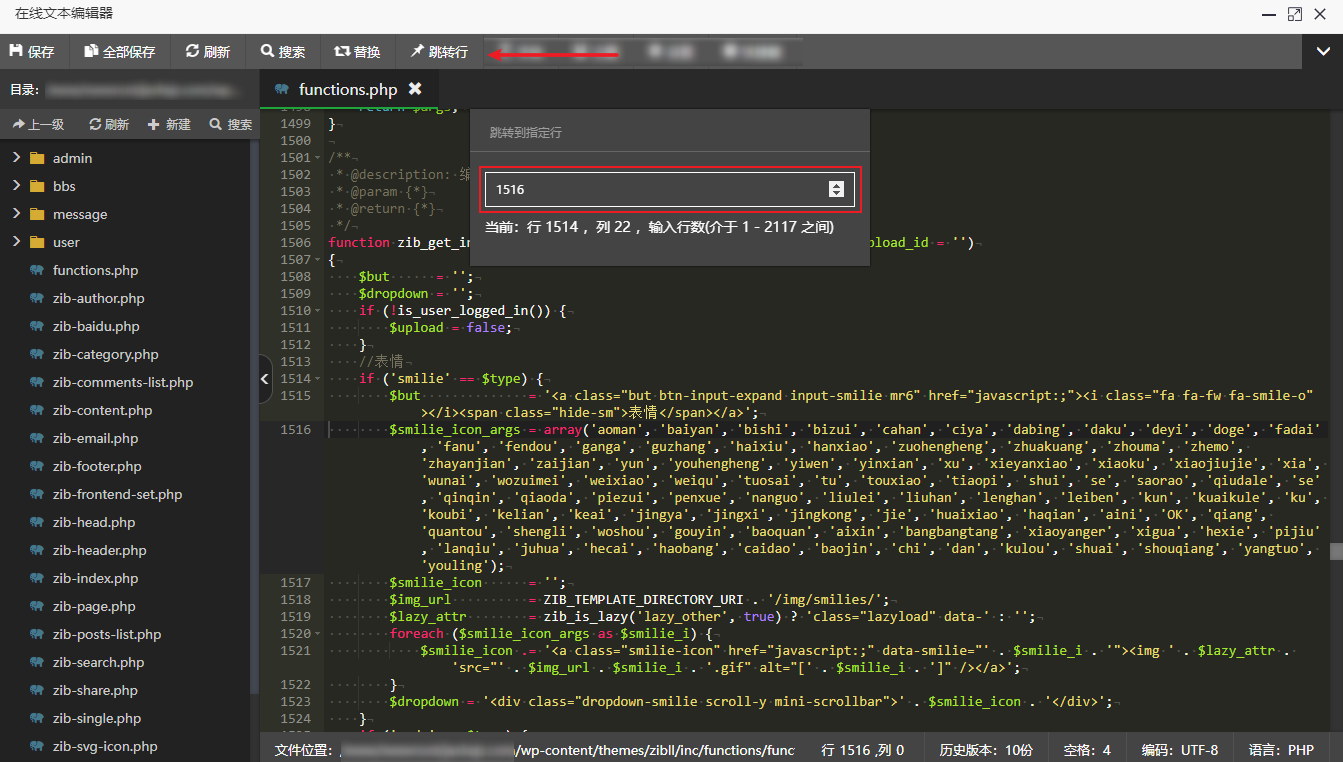 在线文本编辑器
保存 全部保存 刷新 搜索 替换 跳转行
目录:
functions.php
上一级 刷新 新建 搜索
admin
bbs
message
user
functions.php
zib-author.php
zib-baidu.php
zib-category.php
zib-comments-list.php
zib-content.php
zib-email.php
zib-footer.php
zib-frontend-set.php
zib-head.php
zib-header.php
zib-index.php
zib-page.php
zib-posts-list.php
zib-search.php
zib-share.php
zib-single.php
zib-svg-icon.php
跳转到指定行
1516
当前：行 1514 ，列 22 ，输入行数(介于 1 - 2117 之间)
1499 }
1500
1501 /**
1502 * @description: 编
1503 * @param {*}
1504 * @return {*}
1505 */
1506 function zib_get_in pload_id = '')
1507 {
1508 $but = '';
1509 $dropdown = '';
1510 if (!is_user_logged_in()) {
1511 $upload = false;
1512 }
1513 //表情
1514 if ('smilie' == $type) {
1515 $but = '<a class="but btn-input-expand input-smilie mr6" href="javascript:;"><i class="fa fa-fw fa-smile-o"
></i><span class="hide-sm">表情</span></a>';
1516 $smilie_icon_args = array('aoman', 'baiyan', 'bishi', 'bizui', 'cahan', 'ciya', 'dabing', 'daku', 'deyi', 'doge', 'fadai'
, 'fanu', 'fendou', 'ganga', 'guzhang', 'haixiu', 'hanxiao', 'zuohengheng', 'zhuakuang', 'zhouma', 'zhemo',
'zhayanjian', 'zaijian', 'yun', 'youhengheng', 'yiwen', 'yinxian', 'xu', 'xieyanxiao', 'xiaoku', 'xiaojiujie', 'xia',
'wunai', 'wozuimei', 'weixiao', 'weiqu', 'tuosai', 'tu', 'touxiao', 'tiaopi', 'shui', 'se', 'saorao', 'qiudale', 'se'
, 'qinqin', 'qiaoda', 'piezui', 'penxue', 'nanguo', 'liulei', 'liuhan', 'lenghan', 'leiben', 'kun', 'kuaikule', 'ku',
'koubi', 'kelian', 'keai', 'jingya', 'jingxi', 'jingkong', 'jie', 'huaixiao', 'haqian', 'aini', 'OK', 'qiang',
'quantou', 'shengli', 'woshou', 'gouyin', 'baoquan', 'aixin', 'bangbangtang', 'xiaoyanger', 'xigua', 'hexie', 'pijiu'
, 'lanqiu', 'juhua', 'hecai', 'haobang', 'caidao', 'baojin', 'chi', 'dan', 'kulou', 'shuai', 'shouqiang', 'yangtuo',
'youling');
1517 $smilie_icon = '';
1518 $img_url = ZIB_TEMPLATE_DIRECTORY_URI . '/img/smilies/';
1519 $lazy_attr = zib_is_lazy('lazy_other', true) ? 'class="lazyload" data-' : '';
1520 foreach ($smilie_icon_args as $smilie_i) {
1521 $smilie_icon .= '<a class="smilie-icon" href="javascript:;" data-smilie="' . $smilie_i . '"><img ' . $lazy_attr .
'src="' . $img_url . $smilie_i . '.gif" alt="[' . $smilie_i . ']" /></a>';
1522 }
1523 $dropdown = '<div class="dropdown-smilie scroll-y mini-scrollbar">' . $smilie_icon . '</div>';
1524 }
文件位置: /wp-content/themes/zibll/inc/functions/func 行 1516 ,列 0 历史版本：10份 空格：4 编码：UTF-8 语言：PHP